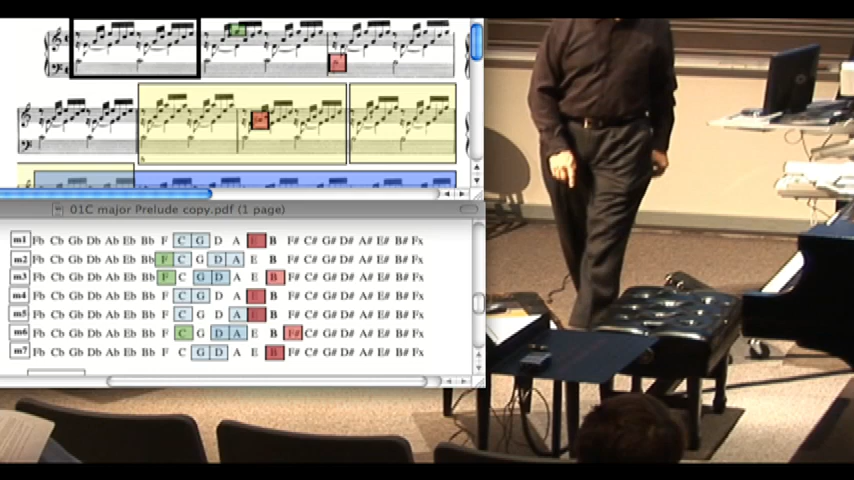 01C major Prelude copy.pdf (1 page)
m1 Fb Cb Gb Db Ab Eb Bb F C G D A E B F# C# G# D# A# E# B# Fx
m2 Fb Cb Gb Db Ab Eb Bb F C G D A E B F# C# G# D# A# E# B# Fx
m3 Fb Cb Gb Db Ab Eb Bb F C G D A E B F# C# G# D# A# E# B# Fx
m4 Fb Cb Gb Db Ab Eb Bb F C G D A E B F# C# G# D# A# E# B# Fx
m5 Fb Cb Gb Db Ab Eb Bb F C G D A E B F# C# G# D# A# E# B# Fx
m6 Fb Cb Gb Db Ab Eb Bb F C G D A E B F# C# G# D# A# E# B# Fx
m7 Fb Cb Gb Db Ab Eb Bb F C G D A E B F# C# G# D# A# E# B# Fx